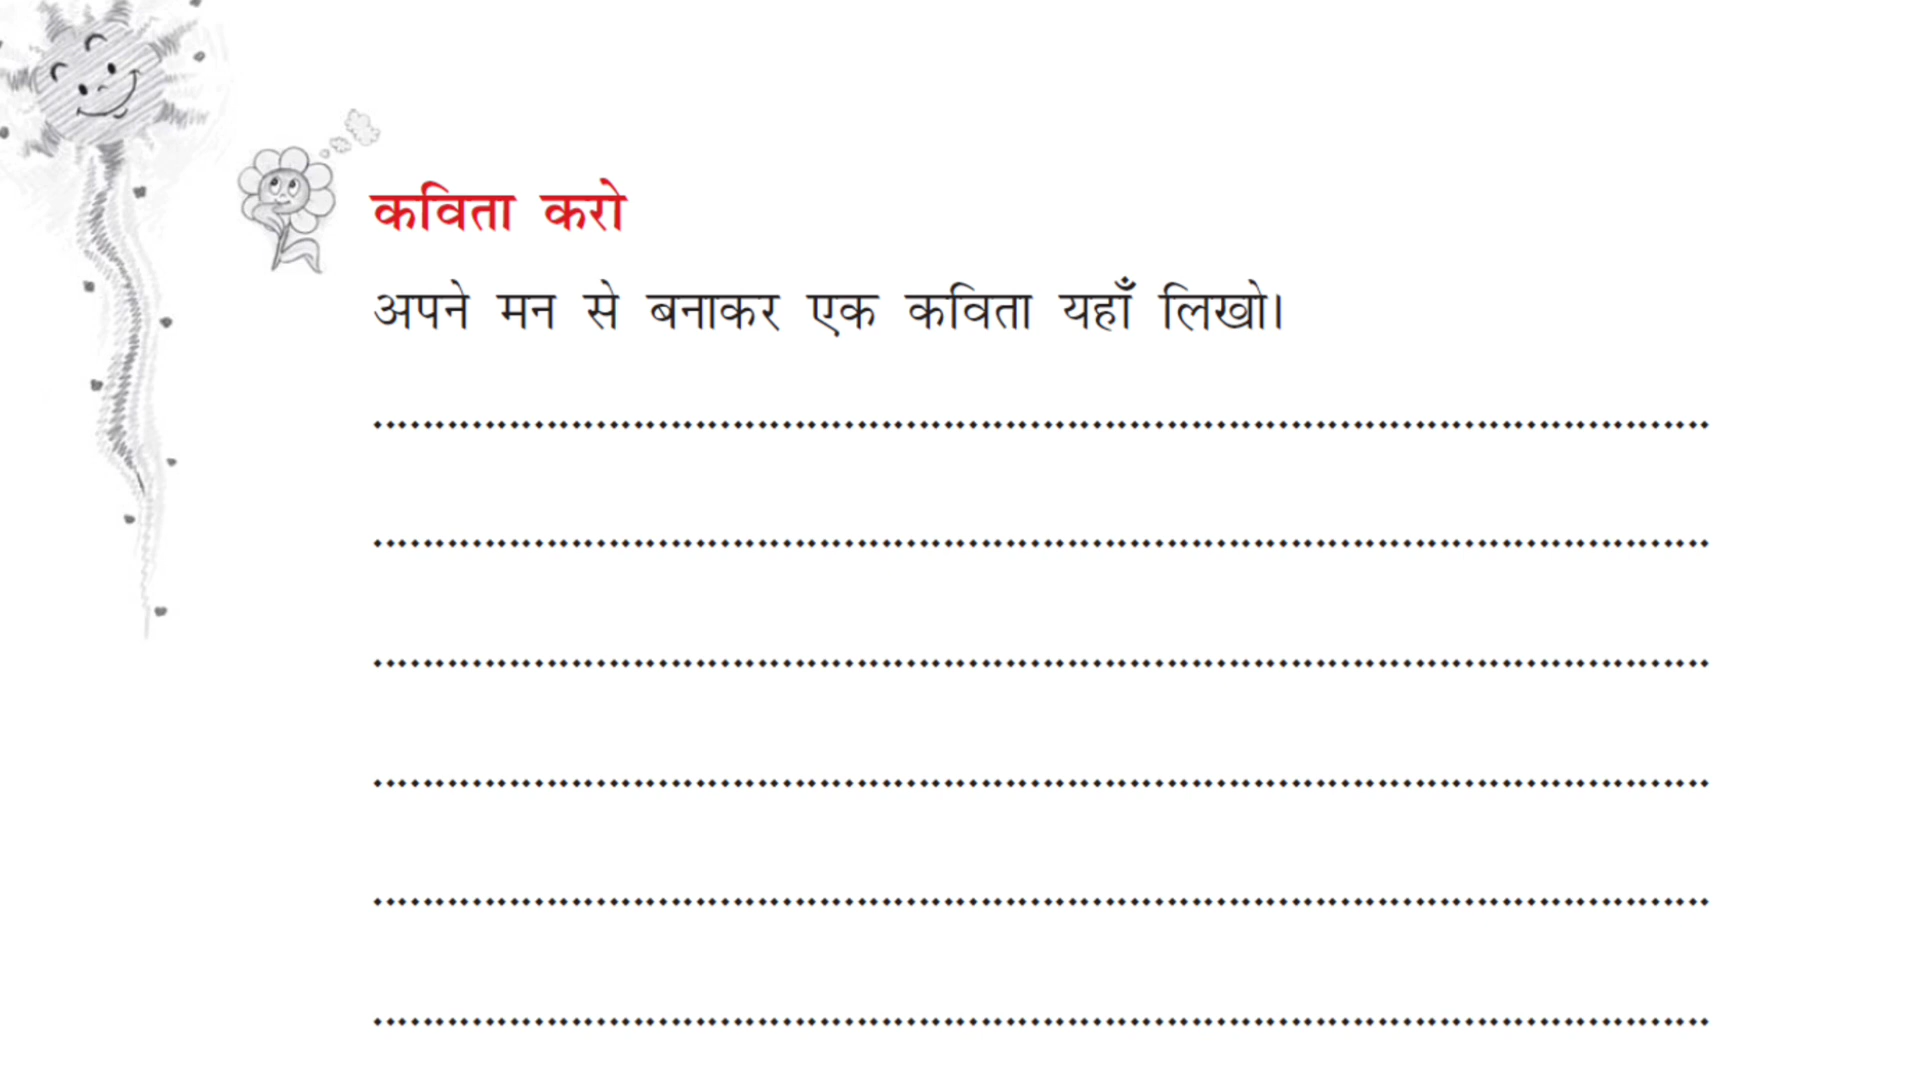 कविता करो
अपने मन से बनाकर एक कविता यहाँ लिखो।